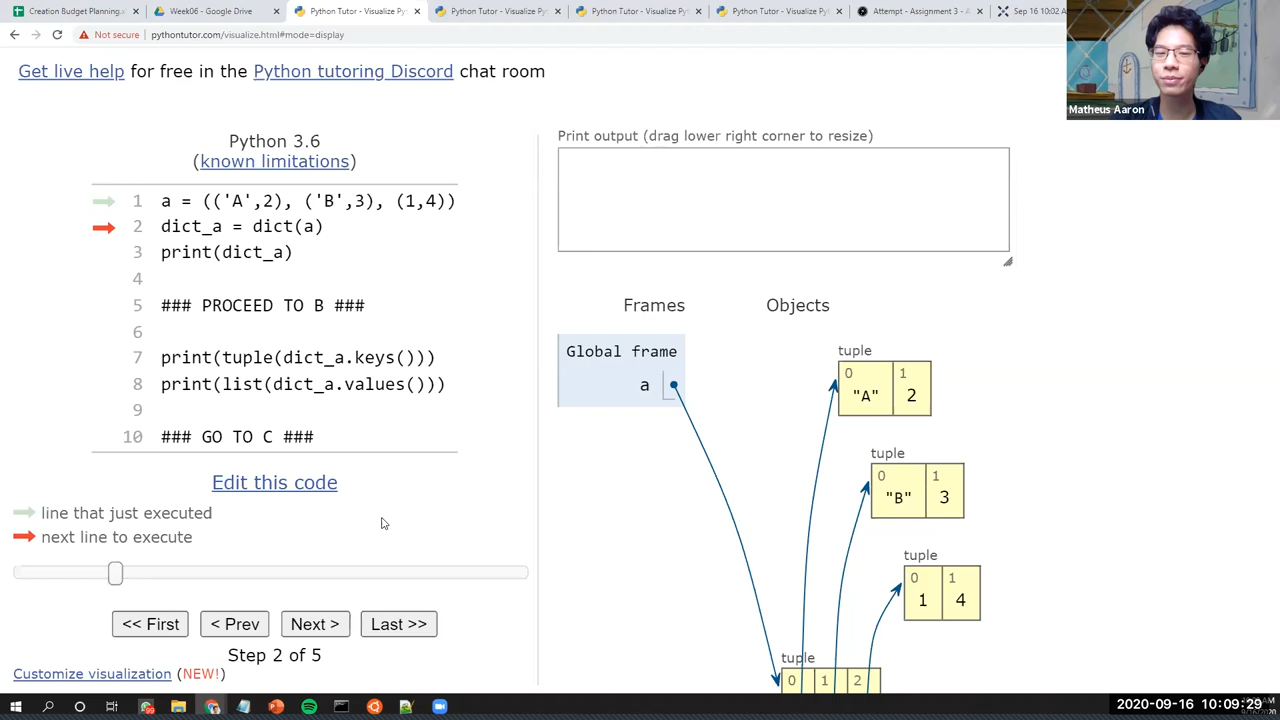 Creation Budget Planning.
Week06 - Google Drive
Python Tutor - Visualize Py
Python Tutor - Visualize Pyt
Python Tutor - Visualize Pyt
Python Tutor - Visualize Pyt
Attempt - Assignment 3 -
Sep 16 10:02
Not secure | pythontutor.com/visualize.html#mode=display
Get live help for free in the Python tutoring Discord chat room
Matheus Aaron
Python 3.6
(known limitations)
1 a = (('A',2), ('B',3), (1,4))
2 dict_a = dict(a)
3 print(dict_a)
4
5 ### PROCEED TO B ###
6
7 print(tuple(dict_a.keys()))
8 print(list(dict_a.values()))
9
10 ### GO TO C ###
Edit this code
line that just executed
next line to execute
<< First < Prev Next > Last >>
Step 2 of 5
Customize visualization (NEW!)
Print output (drag lower right corner to resize)
Frames Objects
Global frame
a
tuple
0 1
"A" 2
tuple
0 1
"B" 3
tuple
0 1
1 4
tuple
0 1 2
2020-09-16 10:09:29